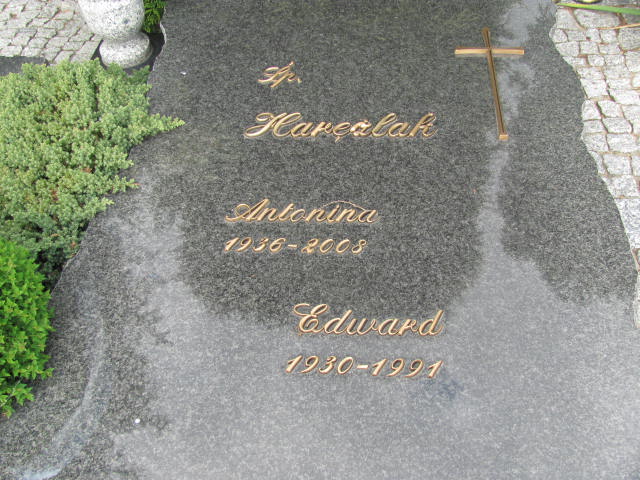 Śp.
Haręźlak
Antonina
1936-2008
Edward
1930-1991